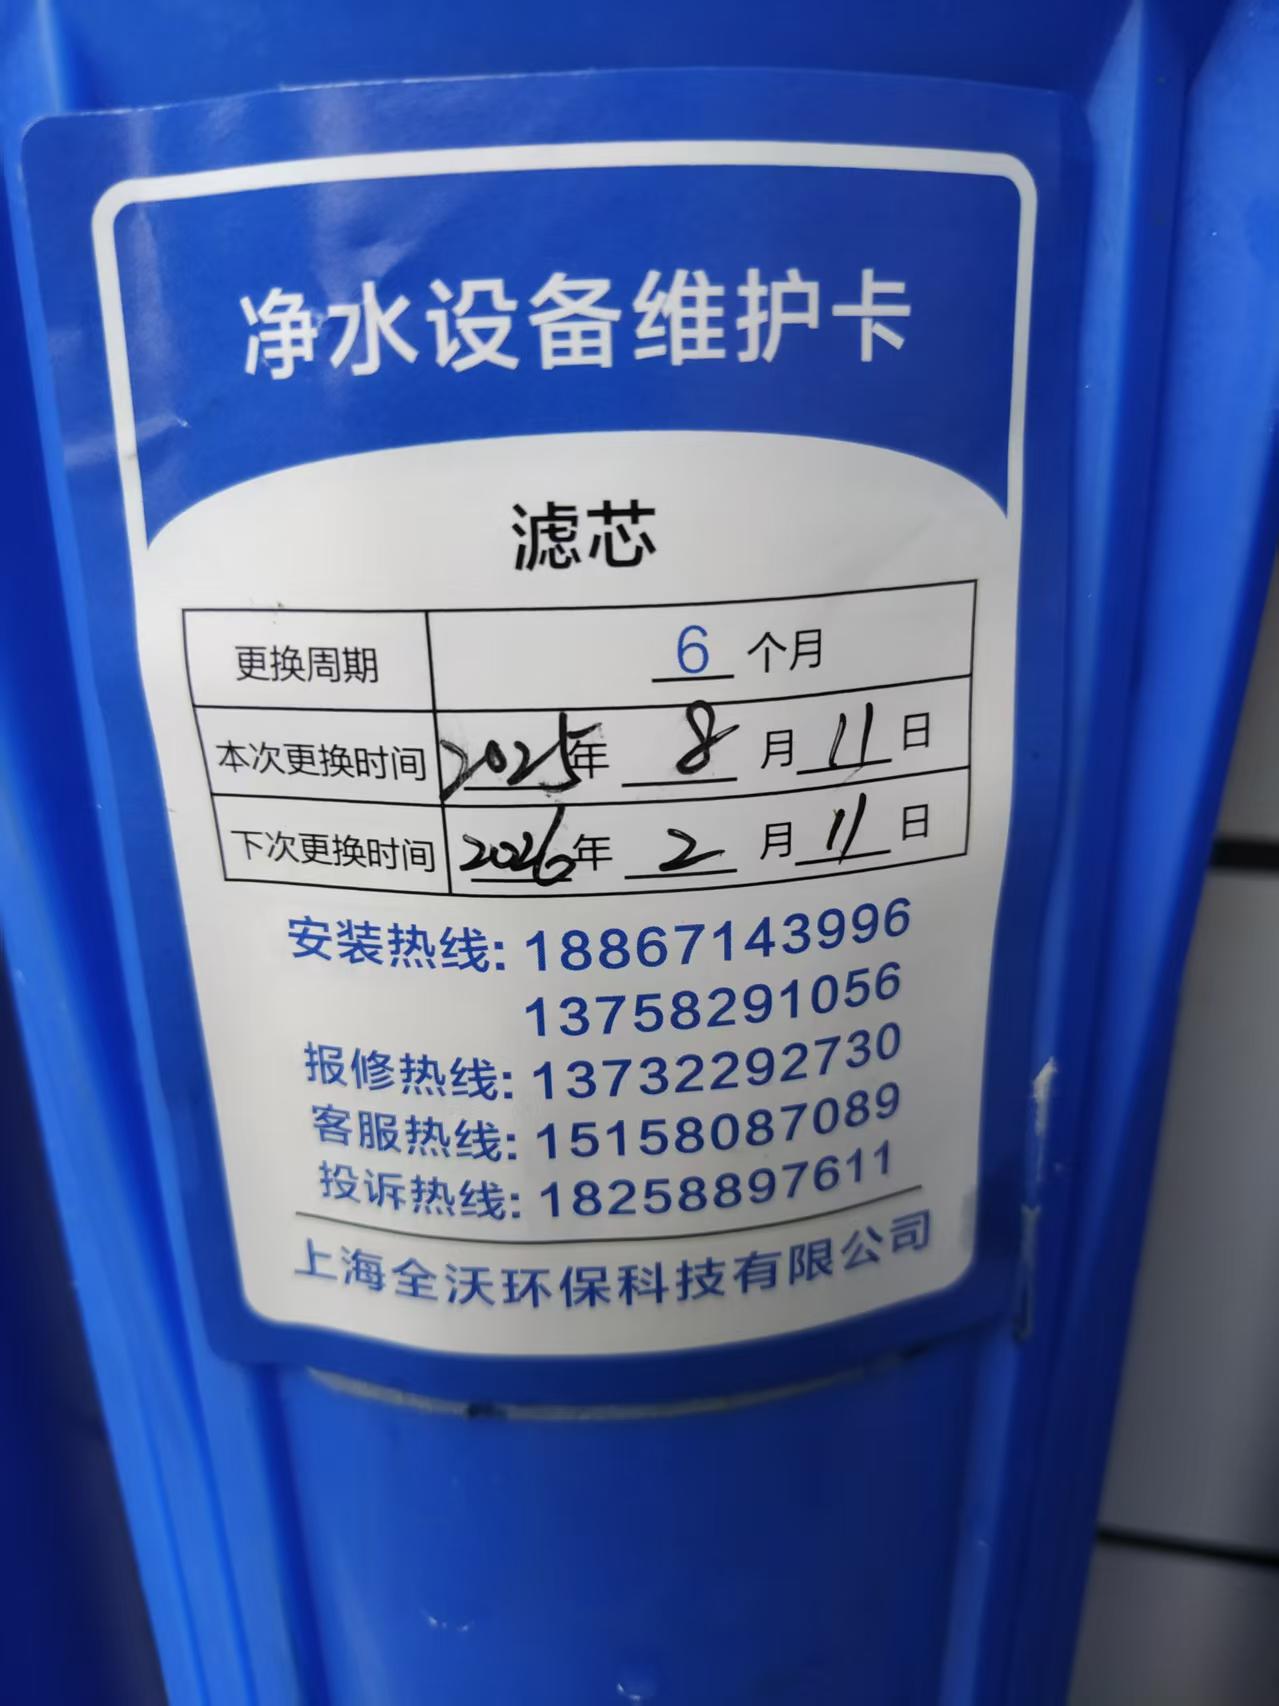 净水设备维护卡
滤芯
更换周期 6 个月
本次更换时间 2025年 8 月 11 日
下次更换时间 2026年 2 月 11 日
安装热线: 18867143996
13758291056
报修热线: 13732292730
客服热线: 15158087089
投诉热线: 18258897611
上海全沃环保科技有限公司